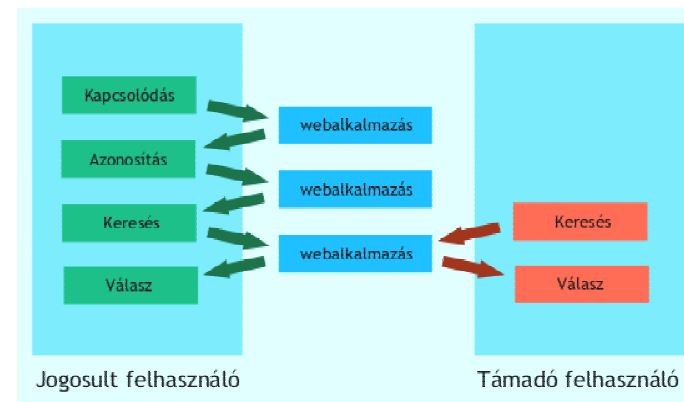 Kapcsolódás
webalkalmazás
Azonosítás
webalkalmazás
Keresés
Keresés
webalkalmazás
Válasz
Válasz
Jogosult felhasználó
Támadó felhasználó